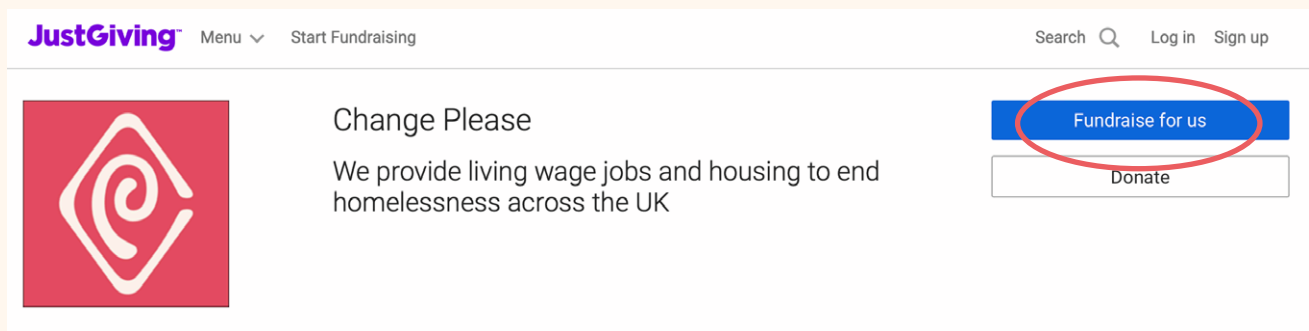 JustGiving™ Menu Start Fundraising Search Log in Sign up
Change Please
Fundraise for us
We provide living wage jobs and housing to end
homelessness across the UK
Donate